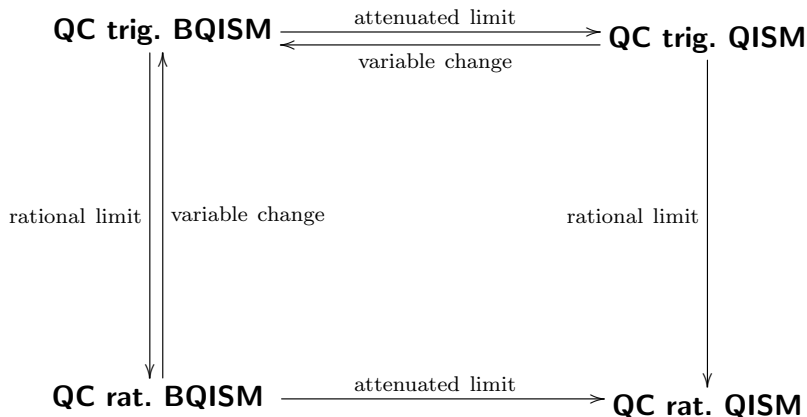 attenuated limit
QC trig. BQISM
QC trig. QISM
variable change
rational limit
variable change
rational limit
attenuated limit
QC rat. BQISM
QC rat. QISM